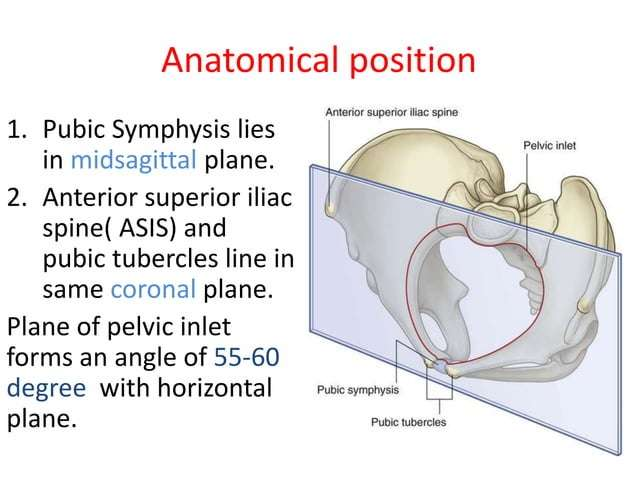 Anatomical position
1. Pubic Symphysis lies
in midsagittal plane.
2. Anterior superior iliac
spine( ASIS) and
pubic tubercles line in
same coronal plane.
Plane of pelvic inlet
forms an angle of 55-60
degree with horizontal
plane.
Anterior superior iliac spine
Pelvic inlet
Pubic symphysis
Pubic tubercles